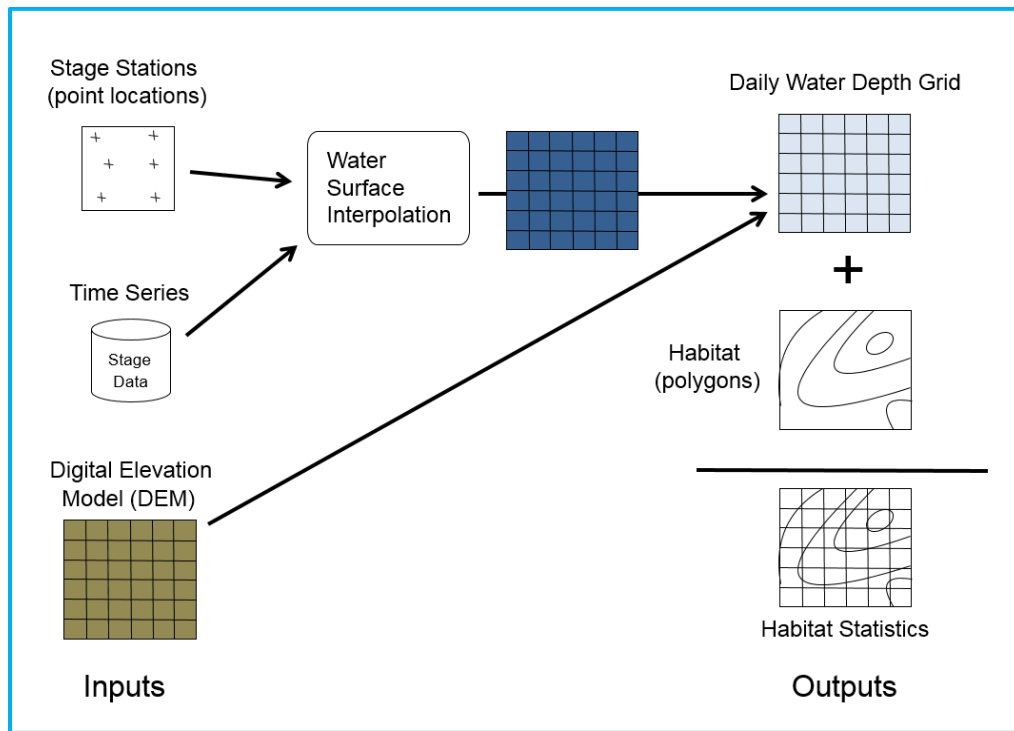 Stage Stations
(point locations)
Water
Surface
Interpolation
Time Series
Stage
Data
Digital Elevation
Model (DEM)
Inputs
Daily Water Depth Grid
+
Habitat
(polygons)
Habitat Statistics
Outputs